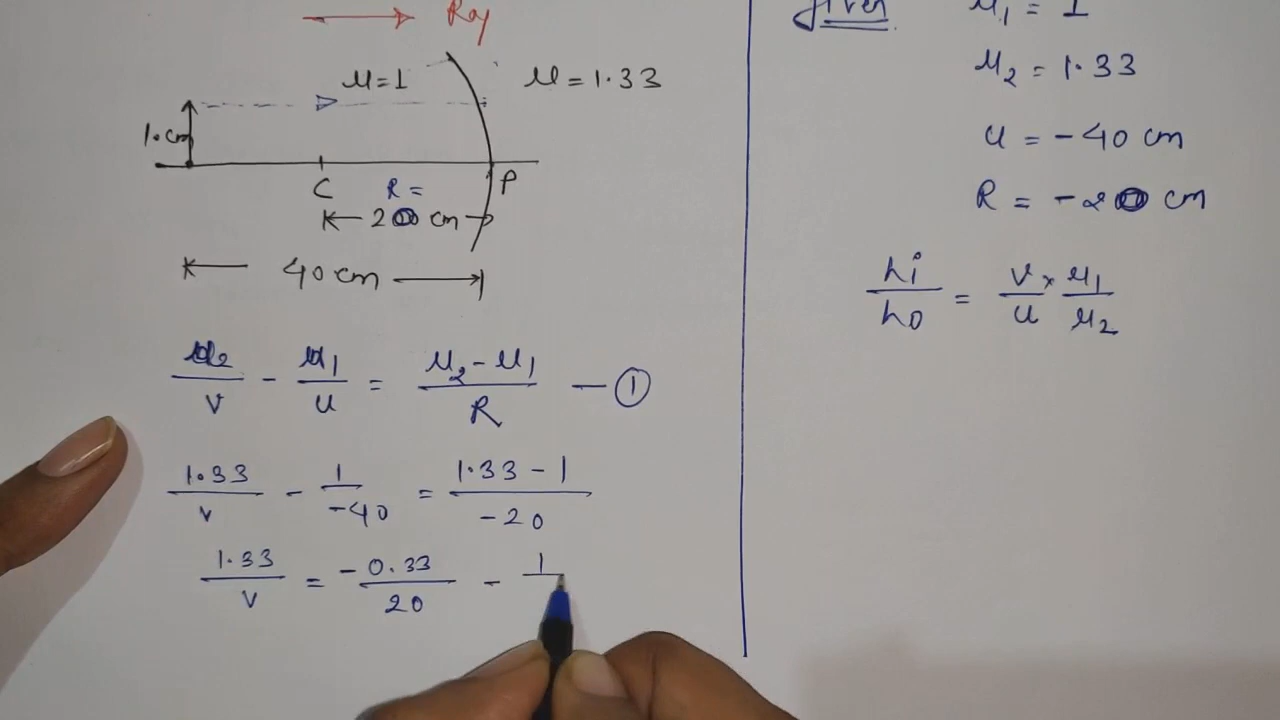 Ray
μ=1
μ=1.33
1.cm
C
R =
P
20 cm
40 cm
μ2/v - μ1/u = μ2-μ1/R — ①
1.33/v - 1/-40 = 1.33-1/-20
1.33/v = -0.33/20 - 1
Given
μ1 = 1
μ2 = 1.33
u = -40 cm
R = -20 cm
hi/ho = v/u × μ1/μ2